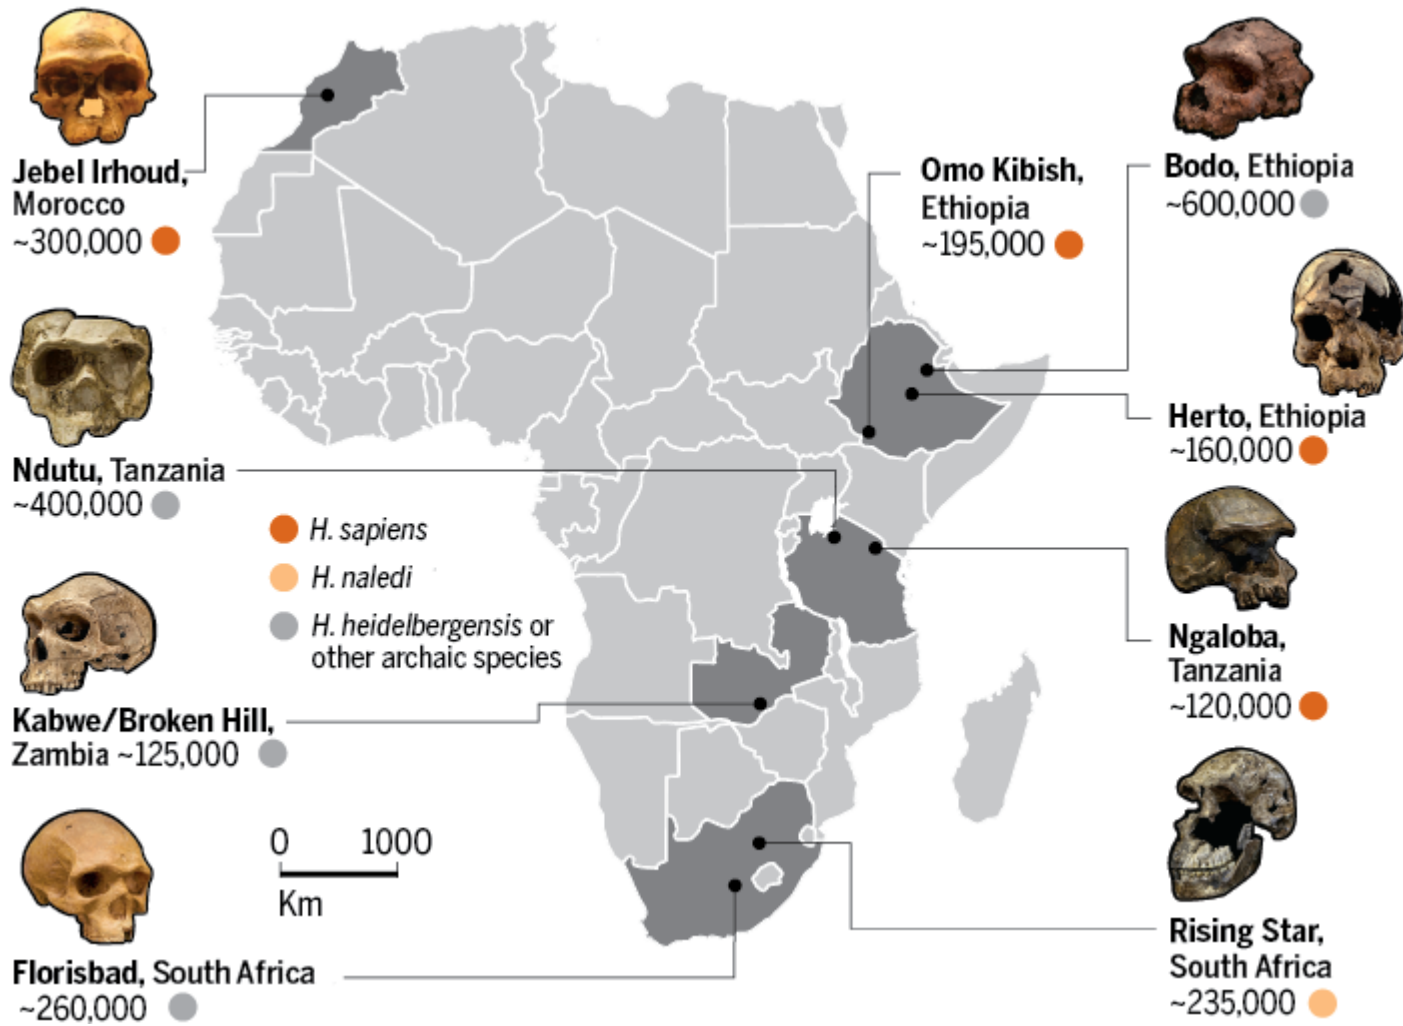 Jebel Irhoud,
Morocco
~300,000
Ndutu, Tanzania
~400,000
Kabwe/Broken Hill,
Zambia ~125,000
Florisbad, South Africa
~260,000
H. sapiens
H. naledi
H. heidelbergensis or
other archaic species
0 1000
Km
Omo Kibish,
Ethiopia
~195,000
Bodo, Ethiopia
~600,000
Herto, Ethiopia
~160,000
Ngaloba,
Tanzania
~120,000
Rising Star,
South Africa
~235,000